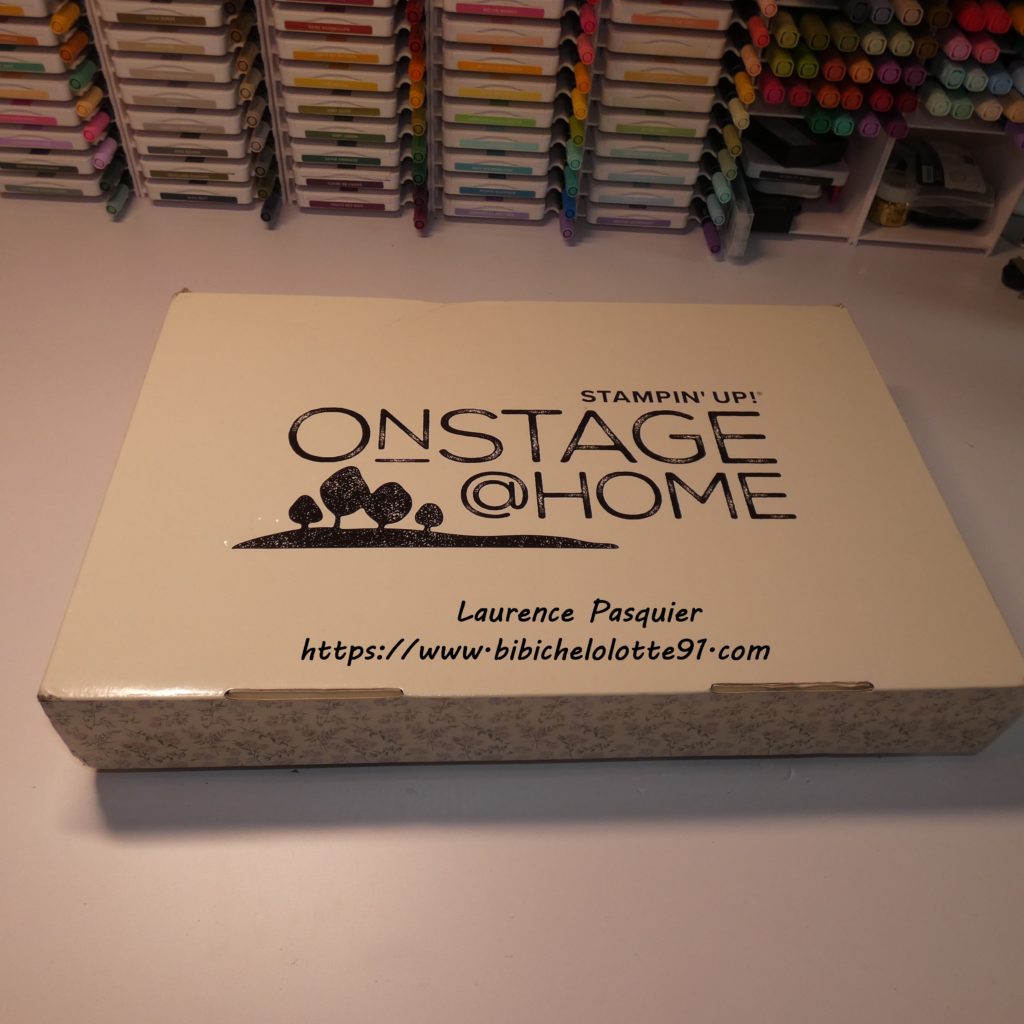 STAMPIN' UP!®
ONSTAGE
@HOME
Laurence Pasquier
https://www.bibichelolotte91.com